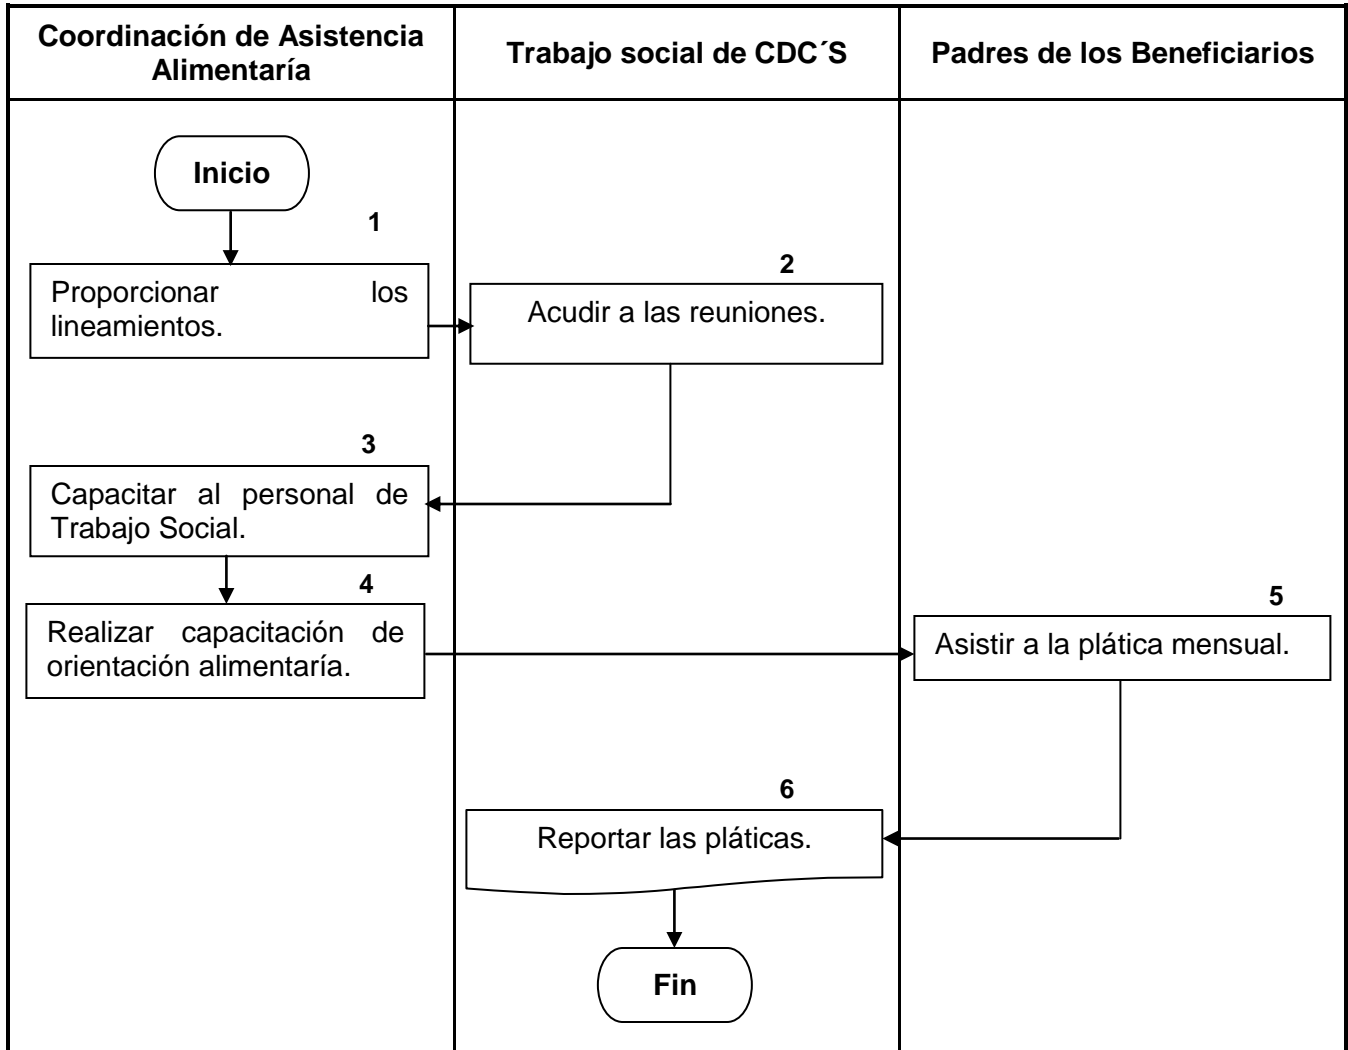 Coordinación de Asistencia
Alimentaría
Trabajo social de CDC´S
Padres de los Beneficiarios
Inicio
1
Proporcionar los
lineamientos.
2
Acudir a las reuniones.
3
Capacitar al personal de
Trabajo Social.
4
Realizar capacitación de
orientación alimentaría.
5
Asistir a la plática mensual.
6
Reportar las pláticas.
Fin